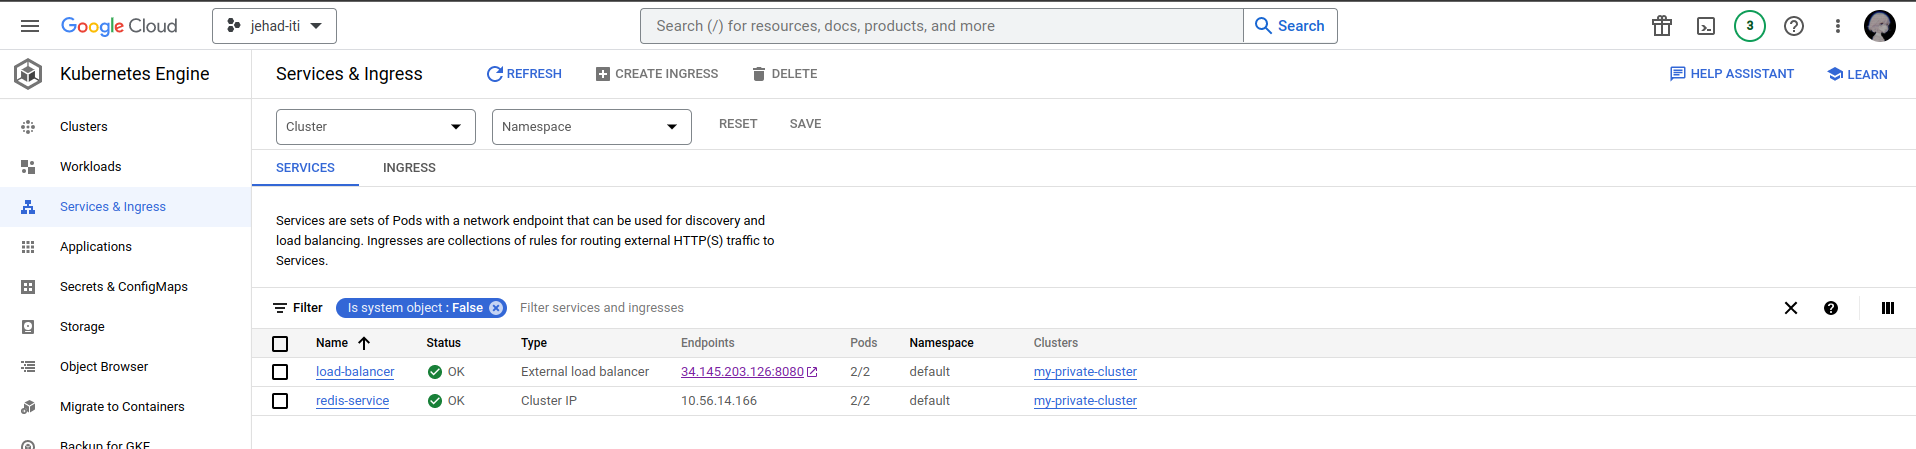 Google Cloud jehad-iti Search (/) for resources, docs, products, and more Search 3
Kubernetes Engine Services & Ingress REFRESH CREATE INGRESS DELETE HELP ASSISTANT LEARN
Clusters
Workloads
Services & Ingress
Applications
Secrets & ConfigMaps
Storage
Object Browser
Migrate to Containers
Backup for GKE
Cluster Namespace RESET SAVE
SERVICES INGRESS
Services are sets of Pods with a network endpoint that can be used for discovery and
load balancing. Ingresses are collections of rules for routing external HTTP(S) traffic to
Services.
Filter Is system object : False Filter services and ingresses
Name Status Type Endpoints Pods Namespace Clusters
load-balancer OK External load balancer 34.145.203.126:8080 2/2 default my-private-cluster
redis-service OK Cluster IP 10.56.14.166 2/2 default my-private-cluster